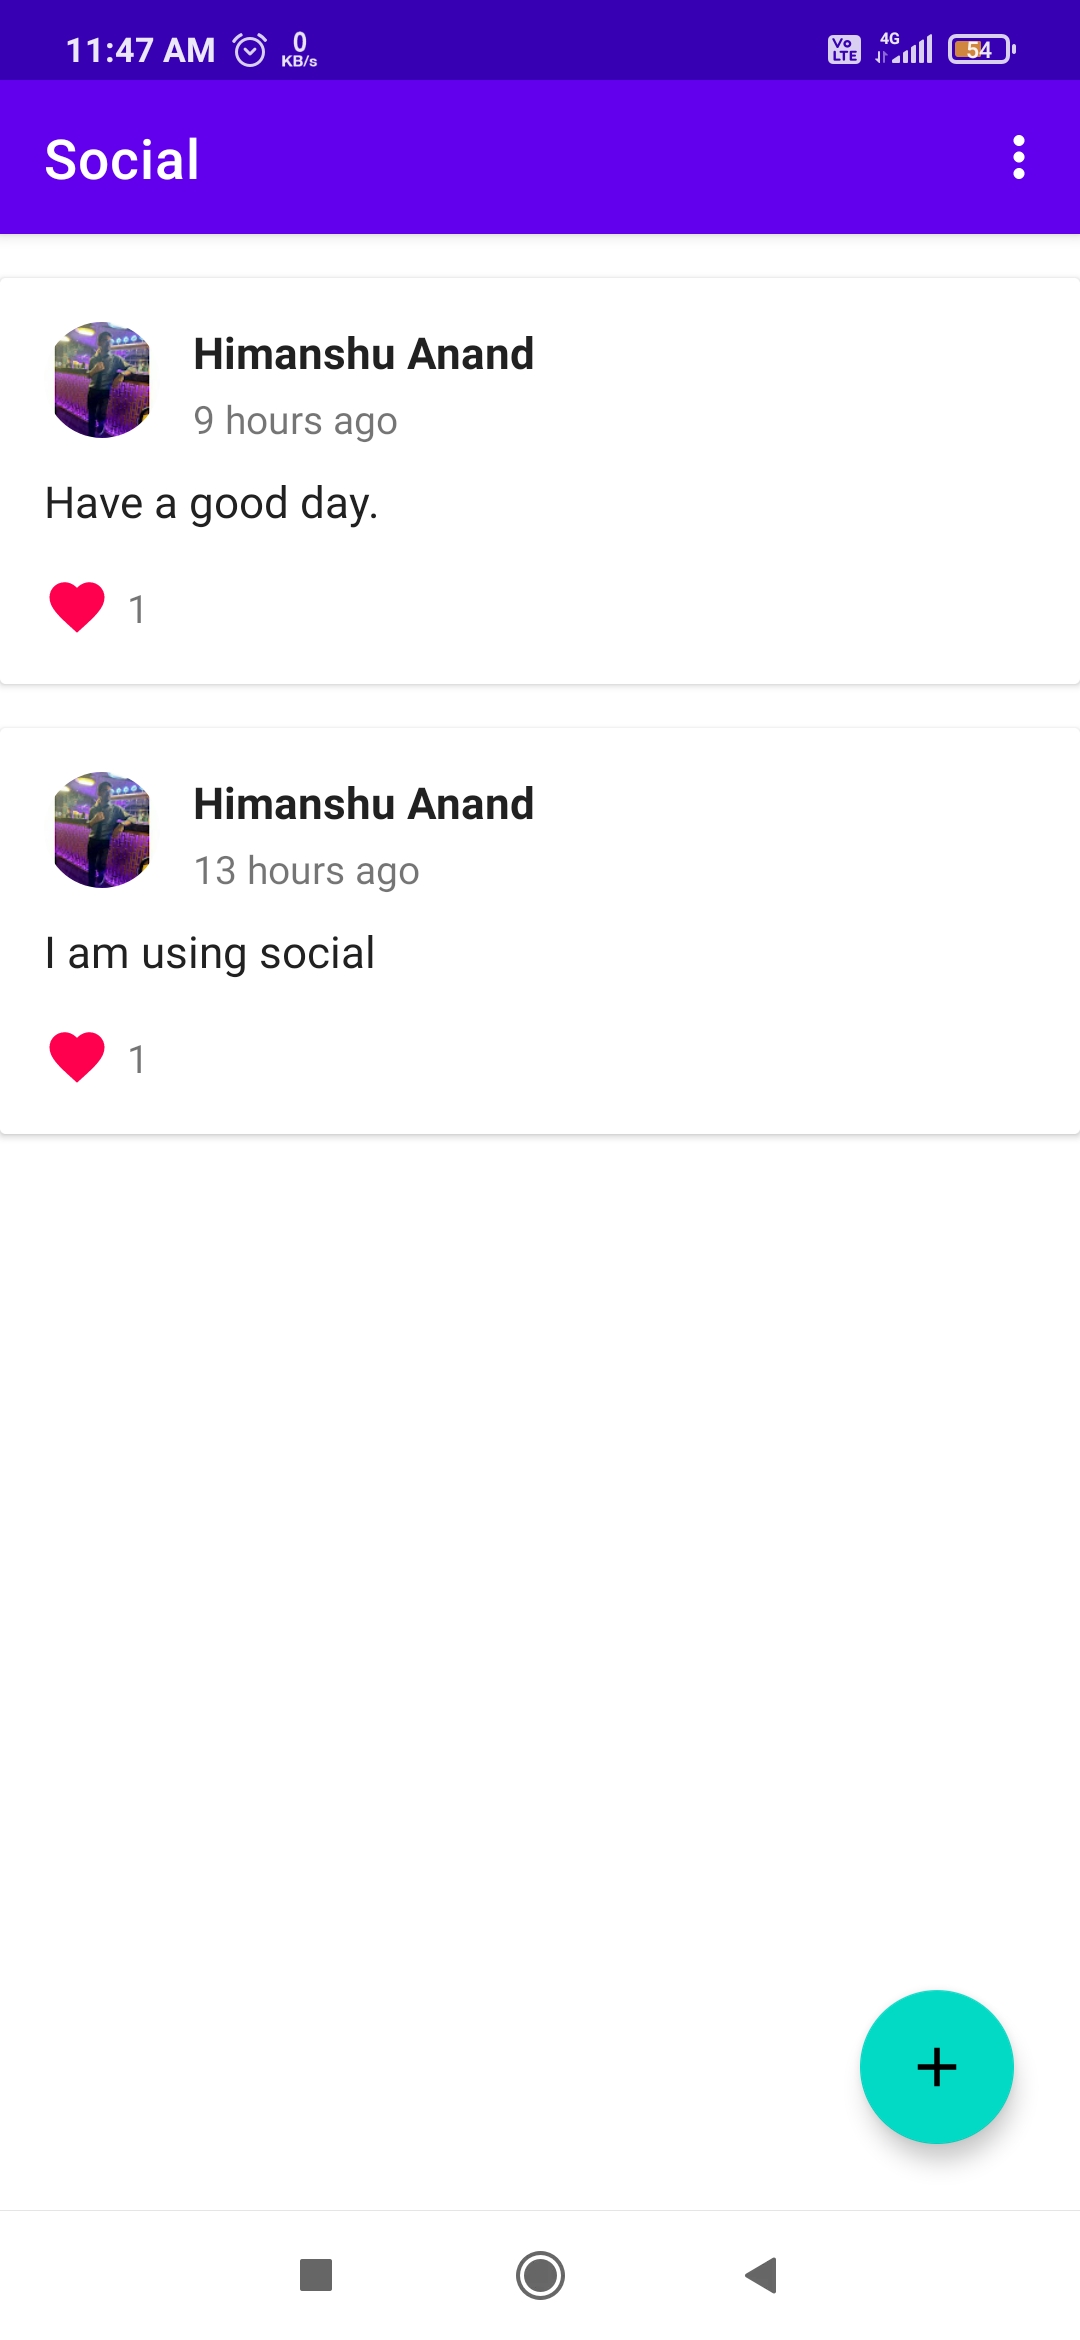 11:47 AM 0 KB/s Vo LTE 4G 54
Social
Himanshu Anand
9 hours ago
Have a good day.
1
Himanshu Anand
13 hours ago
I am using social
1